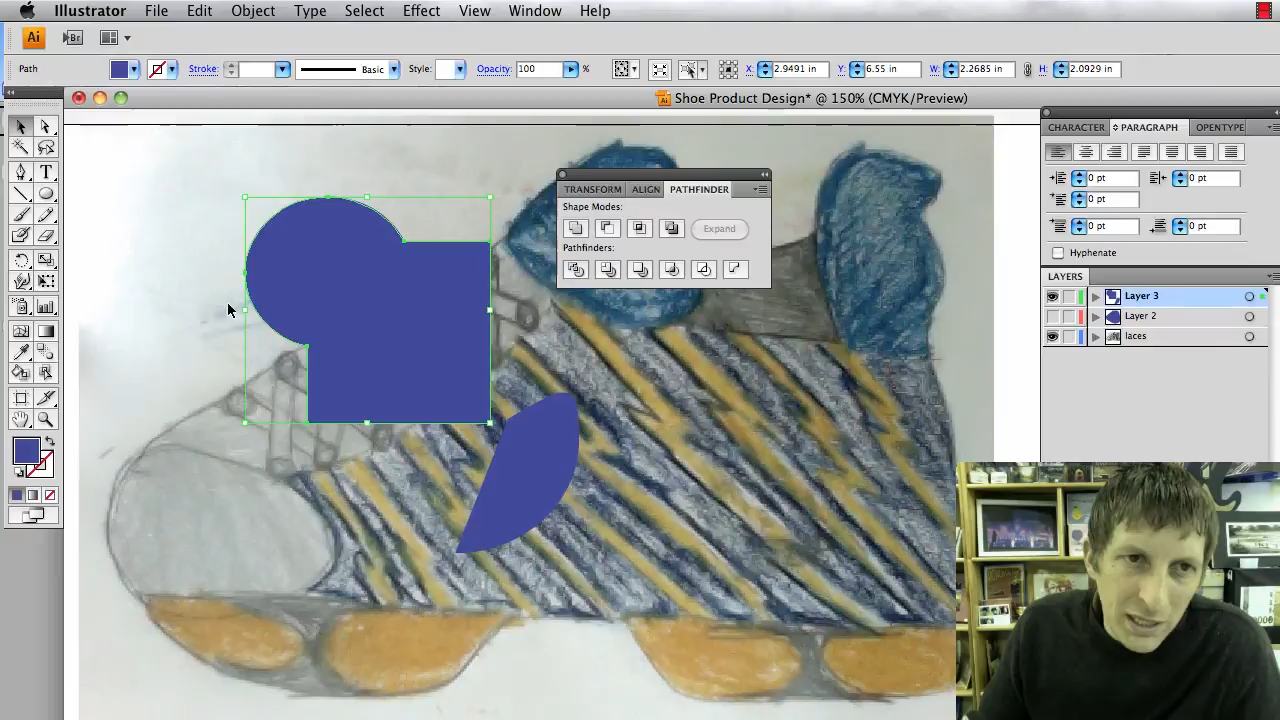 Illustrator File Edit Object Type Select Effect View Window Help
Ai Br
Path Stroke: Basic Style: Opacity: 100 % X: 2.9491 in Y: 6.55 in W: 2.2685 in H: 2.0929 in
Ai Shoe Product Design* @ 150% (CMYK/Preview)
CHARACTER PARAGRAPH OPENTYPE
TRANSFORM ALIGN PATHFINDER
Shape Modes:
Expand
Pathfinders:
0 pt 0 pt
0 pt
0 pt 0 pt
Hyphenate
LAYERS
Layer 3
Layer 2
laces
T